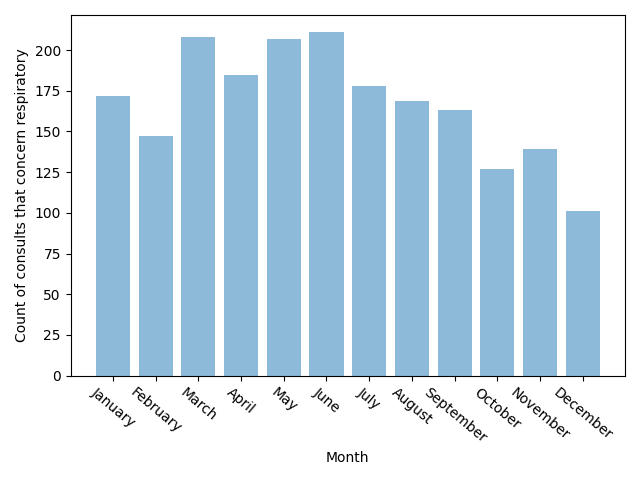 Count of consults that concern respiratory
200
175
150
125
100
75
50
25
0
January
February
March
April
May
June
July
August
September
October
November
December
Month